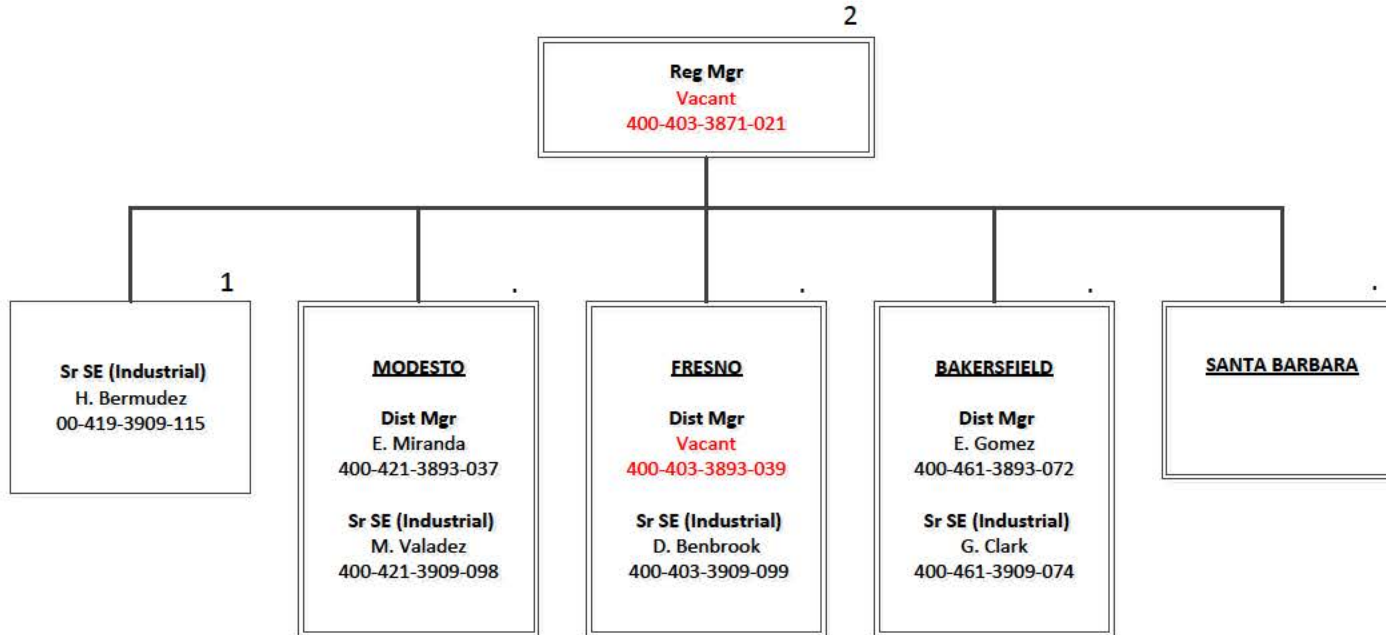 2
Reg Mgr
Vacant
400-403-3871-021
1
Sr SE (Industrial)
H. Bermudez
00-419-3909-115
.
MODESTO
Dist Mgr
E. Miranda
400-421-3893-037
Sr SE (Industrial)
M. Valadez
400-421-3909-098
.
FRESNO
Dist Mgr
Vacant
400-403-3893-039
Sr SE (Industrial)
D. Benbrook
400-403-3909-099
.
BAKERSFIELD
Dist Mgr
E. Gomez
400-461-3893-072
Sr SE (Industrial)
G. Clark
400-461-3909-074
.
SANTA BARBARA